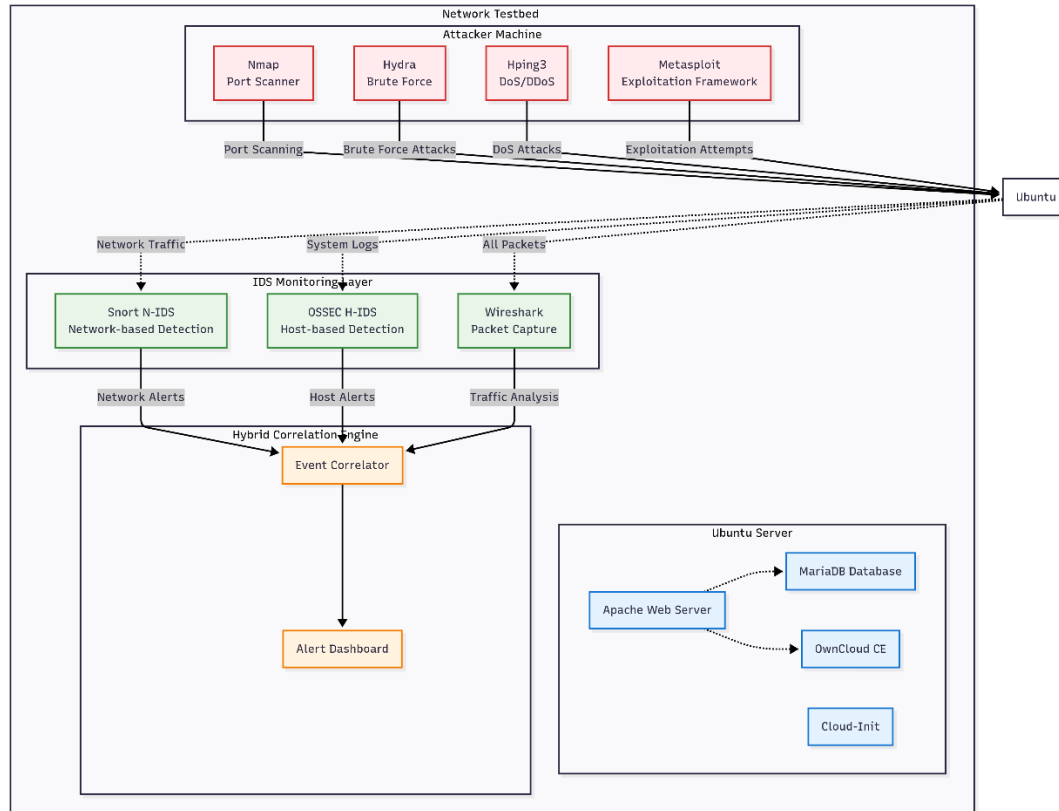 Network Testbed
Attacker Machine
Nmap
Port Scanner
Hydra
Brute Force
Hping3
DoS/DDoS
Metasploit
Exploitation Framework
Port Scanning
Brute Force Attacks
DoS Attacks
Exploitation Attempts
Ubuntu
Network Traffic
System Logs
All Packets
IDS Monitoring Layer
Snort N-IDS
Network-based Detection
OSSEC H-IDS
Host-based Detection
Wireshark
Packet Capture
Network Alerts
Host Alerts
Traffic Analysis
Hybrid Correlation Engine
Event Correlator
Alert Dashboard
Ubuntu Server
MariaDB Database
Apache Web Server
OwnCloud CE
Cloud-Init